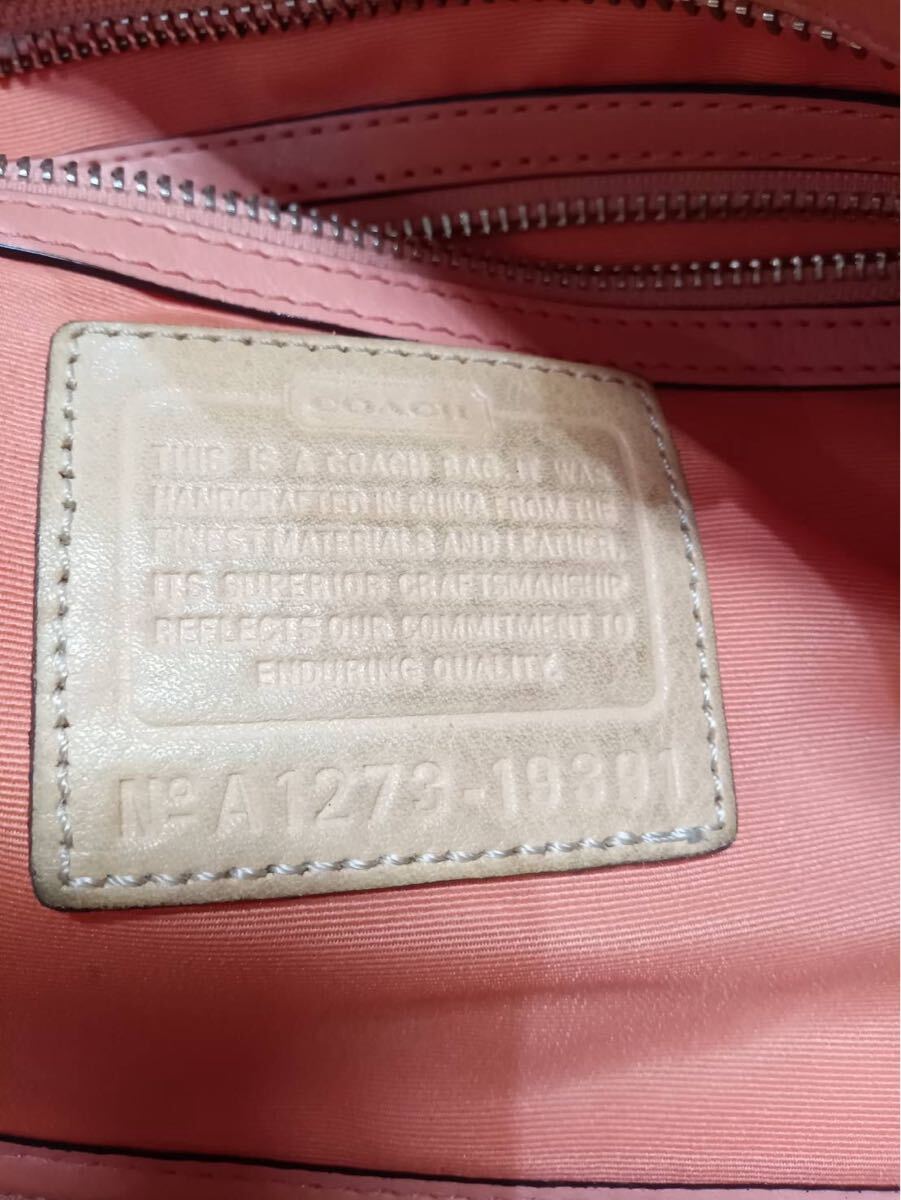 COACH
THIS IS A COACH BAG. IT WAS
HANDCRAFTED IN CHINA FROM THE
FINEST MATERIALS AND LEATHER.
ITS SUPERIOR CRAFTSMANSHIP
REFLECTS OUR COMMITMENT TO
ENDURING QUALITY.
Nº A1273-19301